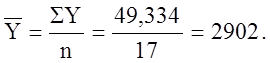 Y̅ = ΣY/n = 49,334/17 = 2902.